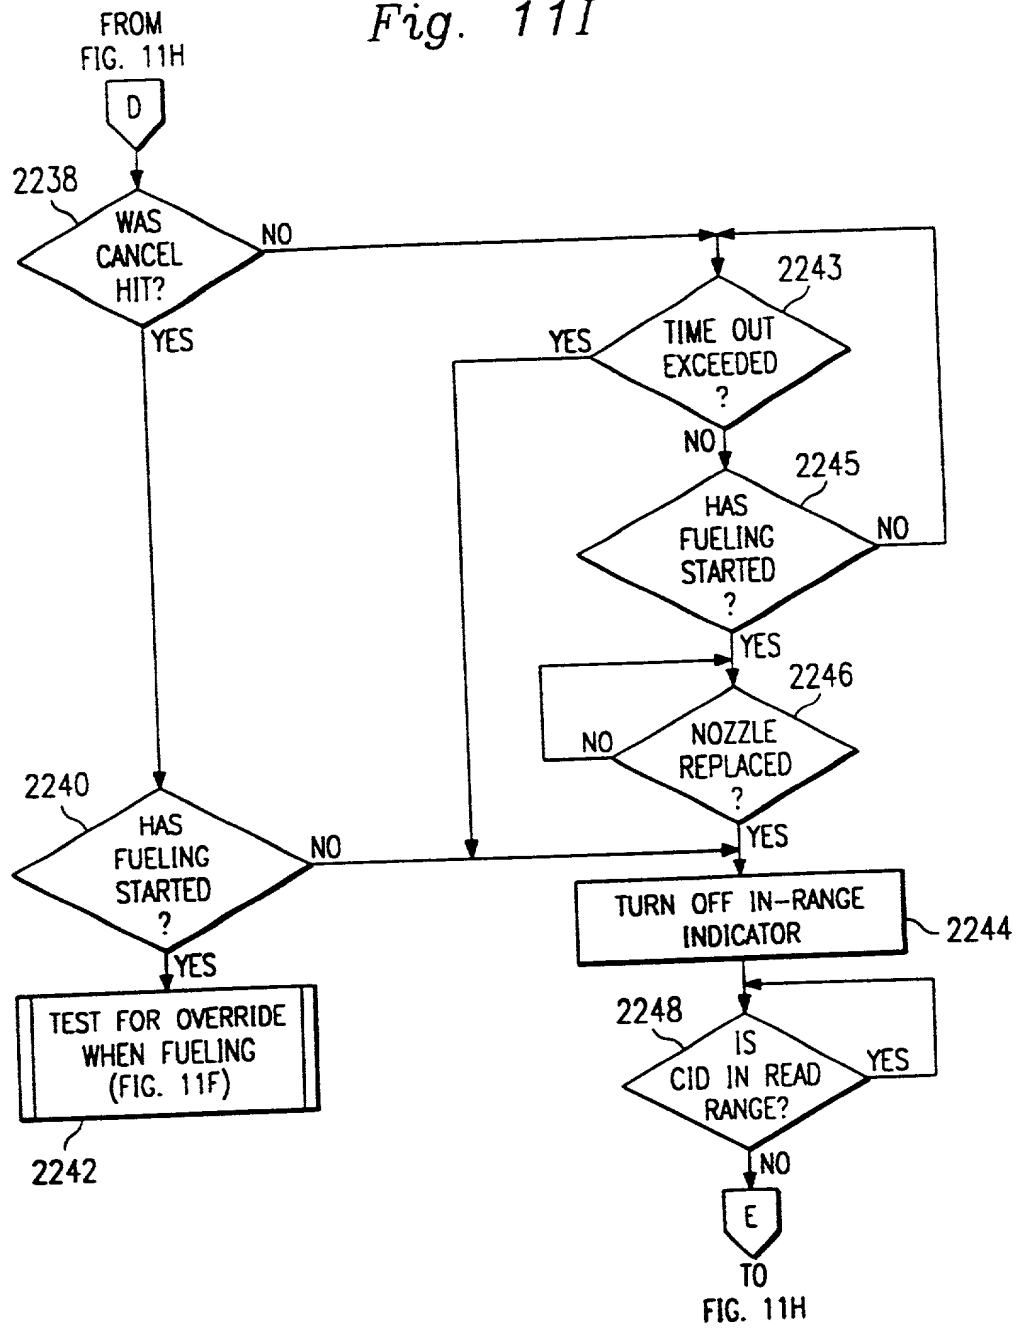 Fig. 11I
FROM
FIG. 11H
D
2238
WAS
CANCEL
HIT?
NO
YES
2243
TIME OUT
EXCEEDED
?
YES
NO
2245
HAS
FUELING
STARTED
?
NO
YES
2246
NOZZLE
REPLACED
?
NO
YES
2240
HAS
FUELING
STARTED
?
NO
YES
TEST FOR OVERRIDE
WHEN FUELING
(FIG. 11F)
2242
TURN OFF IN-RANGE
INDICATOR
2244
2248
IS
CID IN READ
RANGE?
YES
NO
E
TO
FIG. 11H